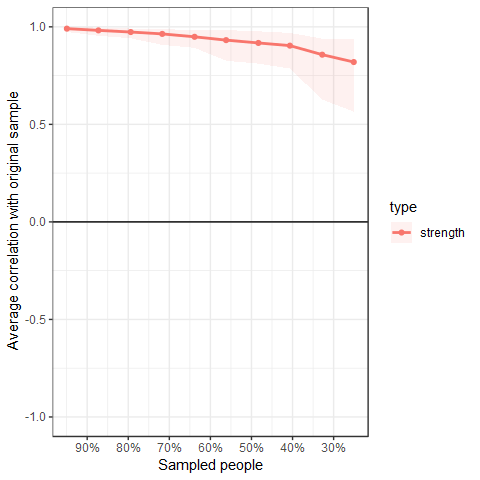 Average correlation with original sample
1.0
0.5
0.0
-0.5
-1.0
90% 80% 70% 60% 50% 40% 30%
Sampled people
type
strength